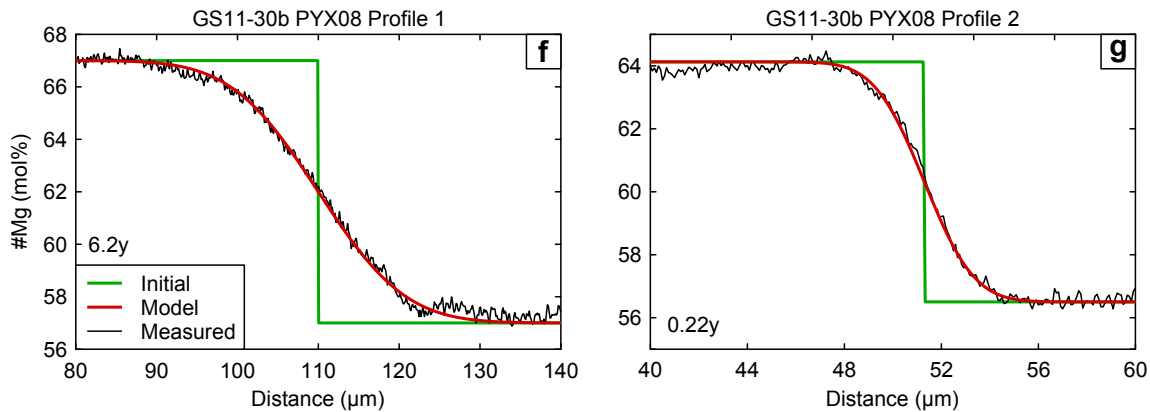 GS11-30b PYX08 Profile 1
f
68
66
64
62
60
58
56
#Mg (mol%)
6.2y
Initial
Model
Measured
80 90 100 110 120 130 140
Distance (μm)
GS11-30b PYX08 Profile 2
g
64
62
60
58
56
0.22y
40 44 48 52 56 60
Distance (μm)